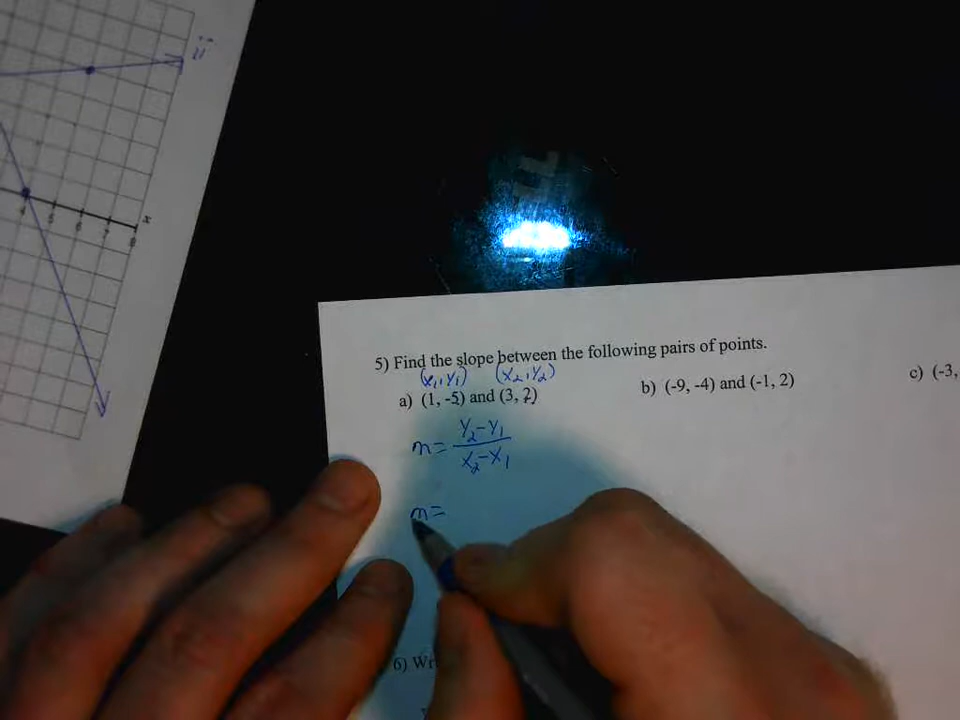 ii
x
4 5 6 7 8
5) Find the slope between the following pairs of points.
(x₁, y₁) (x₂, y₂)
a) (1, -5) and (3, 2) b) (-9, -4) and (-1, 2) c) (-3,
m = y₂-y₁ / x₂-x₁
m =
6) Wr